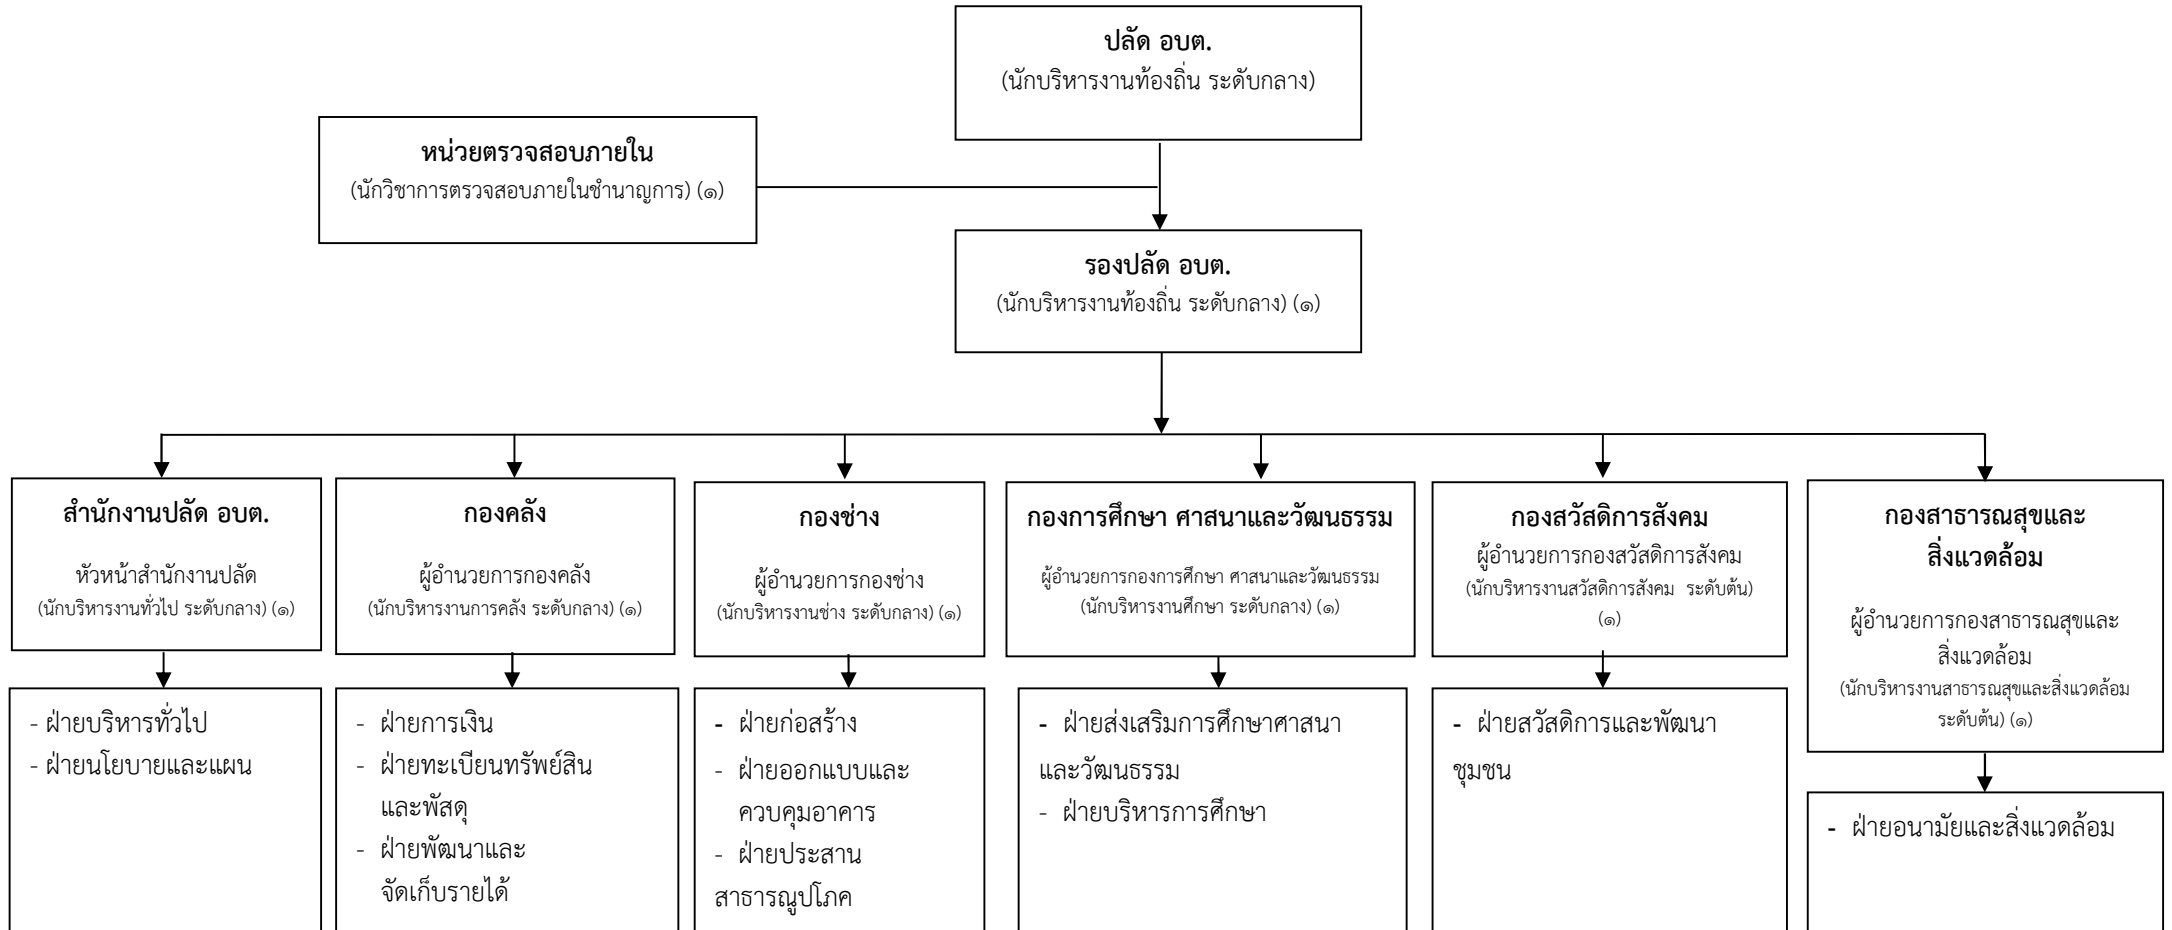 ปลัด อบต.
(นักบริหารงานท้องถิ่น ระดับกลาง)
หน่วยตรวจสอบภายใน
(นักวิชาการตรวจสอบภายในชำนาญการ) (๑)
รองปลัด อบต.
(นักบริหารงานท้องถิ่น ระดับกลาง) (๑)
สำนักงานปลัด อบต.
หัวหน้าสำนักงานปลัด
(นักบริหารงานทั่วไป ระดับกลาง) (๑)
กองคลัง
ผู้อำนวยการกองคลัง
(นักบริหารงานการคลัง ระดับกลาง) (๑)
กองช่าง
ผู้อำนวยการกองช่าง
(นักบริหารงานช่าง ระดับกลาง) (๑)
กองการศึกษา ศาสนาและวัฒนธรรม
ผู้อำนวยการกองการศึกษา ศาสนาและวัฒนธรรม
(นักบริหารงานศึกษา ระดับกลาง) (๑)
กองสวัสดิการสังคม
ผู้อำนวยการกองสวัสดิการสังคม
(นักบริหารงานสวัสดิการสังคม ระดับต้น)
(๑)
กองสาธารณสุขและ
สิ่งแวดล้อม
ผู้อำนวยการกองสาธารณสุขและ
สิ่งแวดล้อม
(นักบริหารงานสาธารณสุขและสิ่งแวดล้อม
ระดับต้น) (๑)
- ฝ่ายบริหารทั่วไป
- ฝ่ายนโยบายและแผน
- ฝ่ายการเงิน
- ฝ่ายทะเบียนทรัพย์สิน
และพัสดุ
- ฝ่ายพัฒนาและ
จัดเก็บรายได้
- ฝ่ายก่อสร้าง
- ฝ่ายออกแบบและ
ควบคุมอาคาร
- ฝ่ายประสาน
สาธารณูปโภค
- ฝ่ายส่งเสริมการศึกษาศาสนา
และวัฒนธรรม
- ฝ่ายบริหารการศึกษา
- ฝ่ายสวัสดิการและพัฒนา
ชุมชน
- ฝ่ายอนามัยและสิ่งแวดล้อม